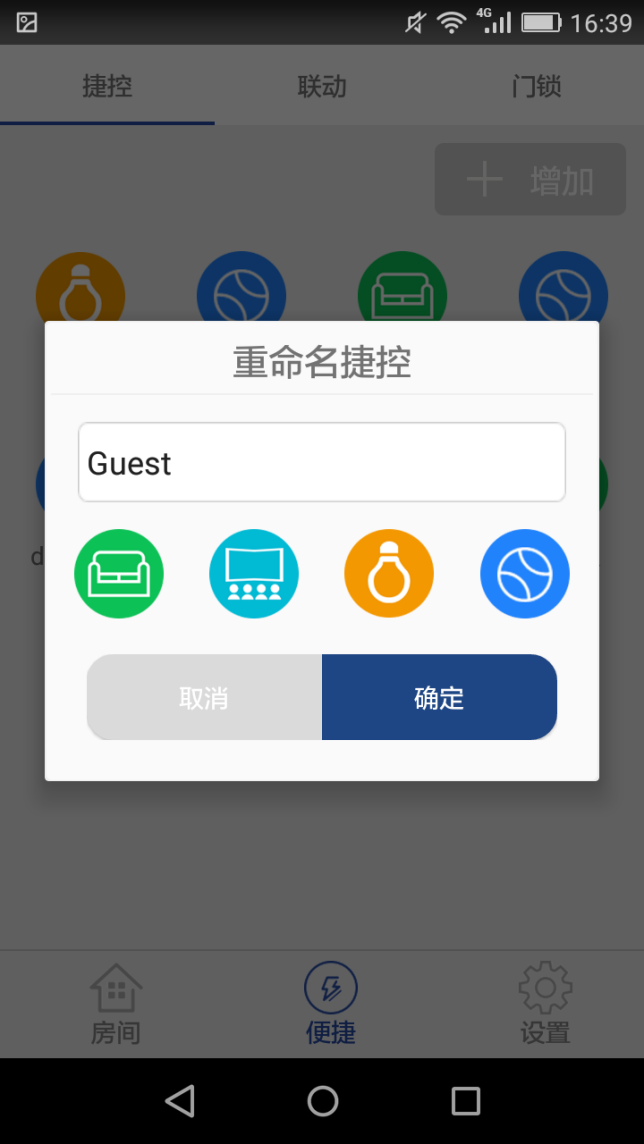 4G 16:39
捷控 联动 门锁
增加
重命名捷控
Guest
d
取消 确定
房间 便捷 设置